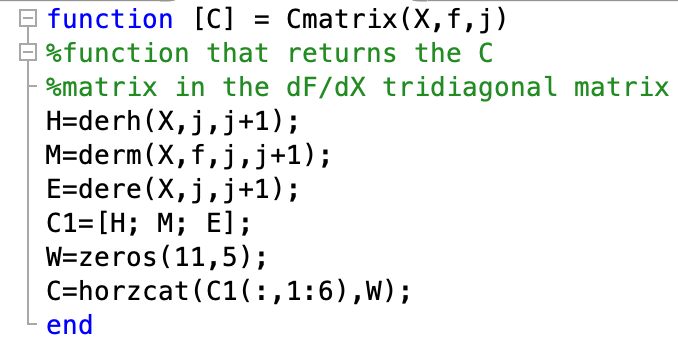 function [C] = Cmatrix(X,f,j)
%function that returns the C
%matrix in the dF/dX tridiagonal matrix
H=derh(X,j,j+1);
M=derm(X,f,j,j+1);
E=dere(X,j,j+1);
C1=[H; M; E];
W=zeros(11,5);
C=horzcat(C1(:,1:6),W);
end